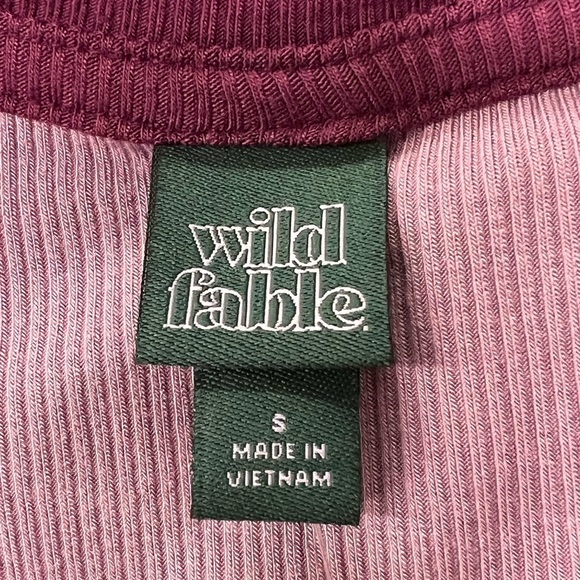 wild
fable.
S
MADE IN
VIETNAM